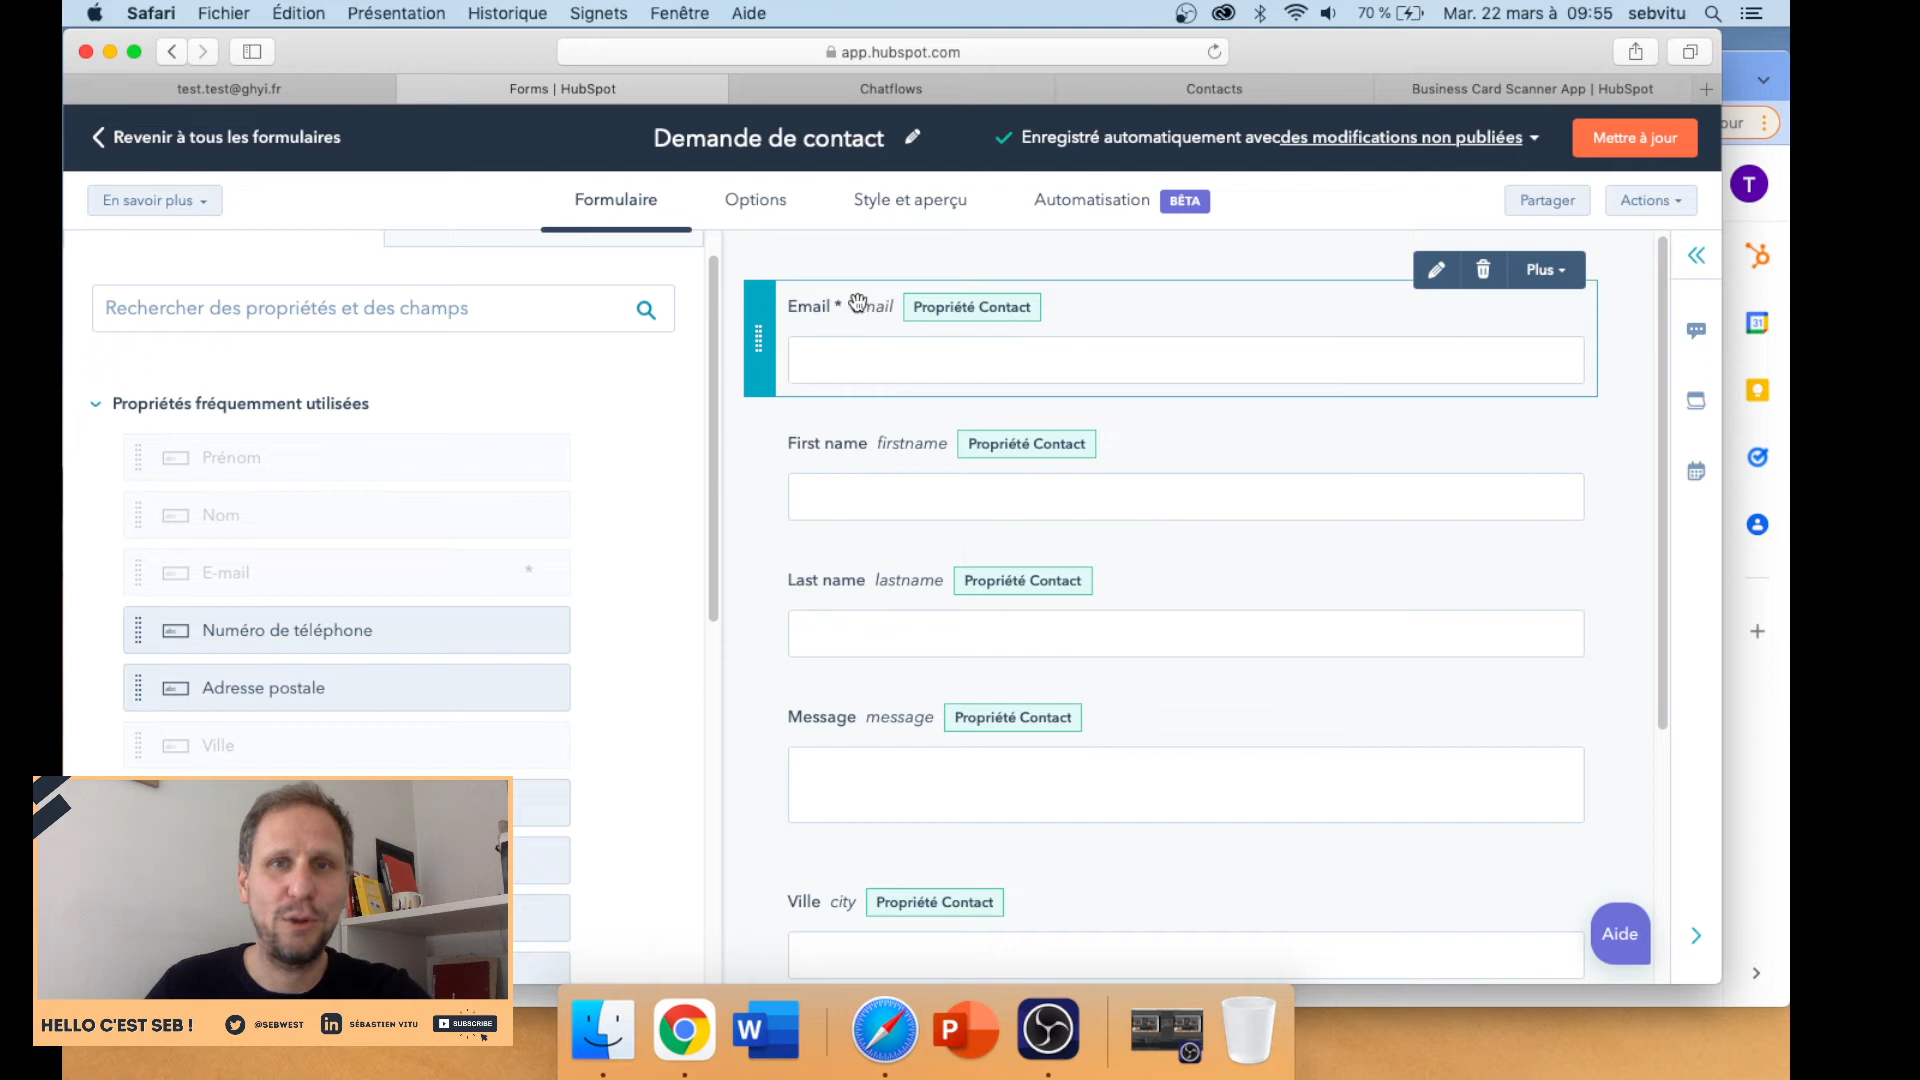 Safari Fichier Édition Présentation Historique Signets Fenêtre Aide 70 % Mar. 22 mars à 09:55 sebvitu
app.hubspot.com
test.test@ghyi.fr Forms | HubSpot Chatflows Contacts Business Card Scanner App | HubSpot
Revenir à tous les formulaires Demande de contact Enregistré automatiquement avecdes modifications non publiées Mettre à jour
En savoir plus Formulaire Options Style et aperçu Automatisation BÊTA Partager Actions
T
31
Plus
Rechercher des propriétés et des champs
Email * Propriété Contact
Propriétés fréquemment utilisées
Prénom
First name firstname Propriété Contact
Nom
E-mail *
Last name lastname Propriété Contact
Numéro de téléphone
Adresse postale
Message message Propriété Contact
Ville
Ville city Propriété Contact
Aide
HELLO C'EST SEB ! @SEBWEST in SÉBASTIEN VITU SUBSCRIBE
W P